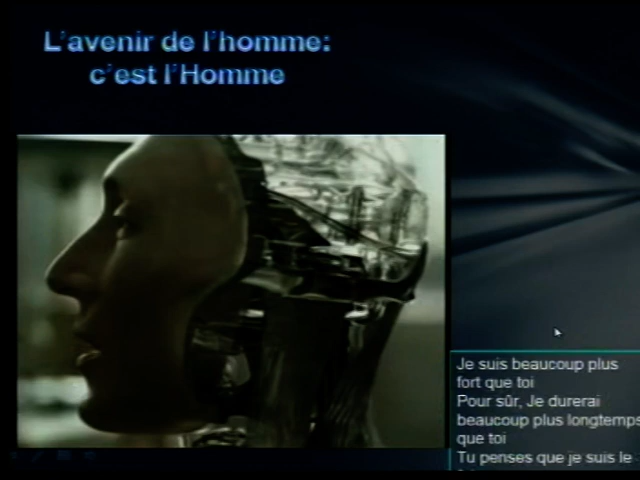 L'avenir de l'homme:
c'est l'Homme
Je suis beaucoup plus
fort que toi
Pour sûr, Je durerai
beaucoup plus longtemps
que toi
Tu penses que je suis le